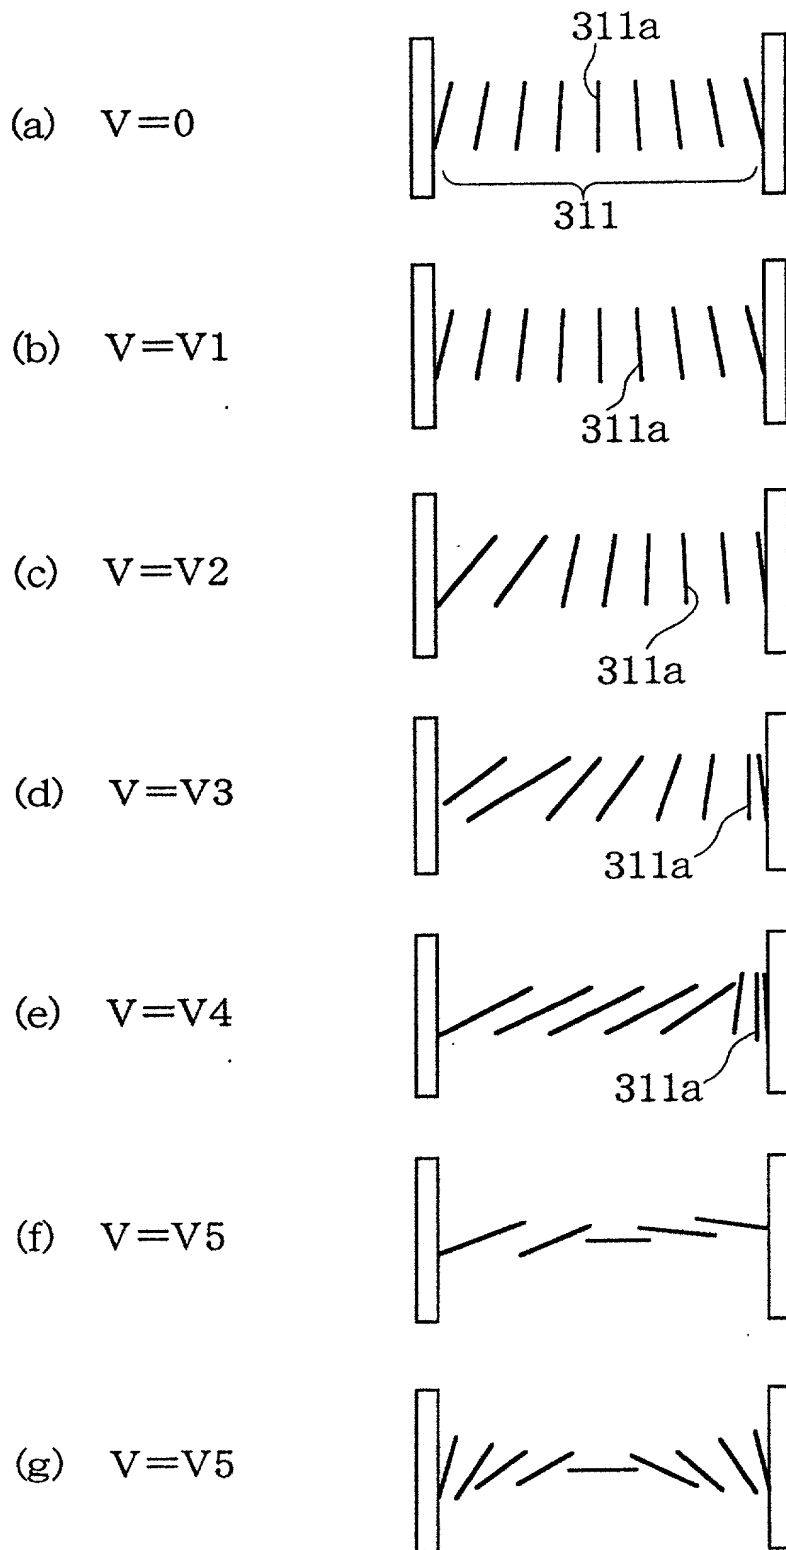 311a
(a) V=0
311
(b) V=V1
311a
(c) V=V2
311a
(d) V=V3
311a
(e) V=V4
311a
(f) V=V5
(g) V=V5